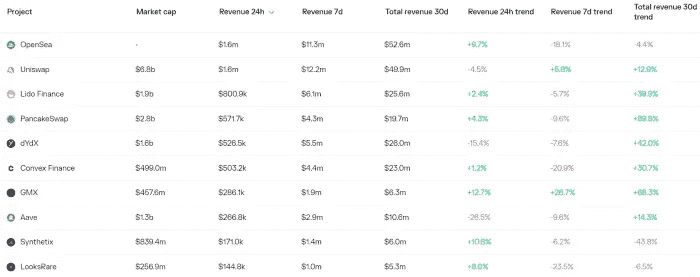 Project Market cap Revenue 24h Revenue 7d Total revenue 30d Revenue 24h trend Revenue 7d trend Total revenue 30d trend
OpenSea - $1.6m $11.3m $52.6m +9.7% -18.1% -4.4%
Uniswap $6.8b $1.6m $12.2m $49.9m -4.5% +5.8% +12.9%
Lido Finance $1.9b $800.9k $6.1m $25.6m +2.4% -5.7% +39.9%
PancakeSwap $2.8b $571.7k $4.3m $19.7m +4.3% -9.6% +89.8%
dYdX $1.6b $526.5k $5.5m $26.0m -15.4% -7.6% +42.0%
Convex Finance $499.0m $503.2k $4.4m $23.0m +1.2% -20.9% +30.7%
GMX $457.6m $286.1k $1.9m $6.3m +12.7% +26.7% +68.3%
Aave $1.3b $266.8k $2.9m $10.6m -26.5% -9.6% +14.3%
Synthetix $839.4m $171.0k $1.4m $6.0m +10.6% -6.2% -43.8%
LooksRare $256.9m $144.8k $1.0m $5.3m +9.0% -23.5% -6.5%